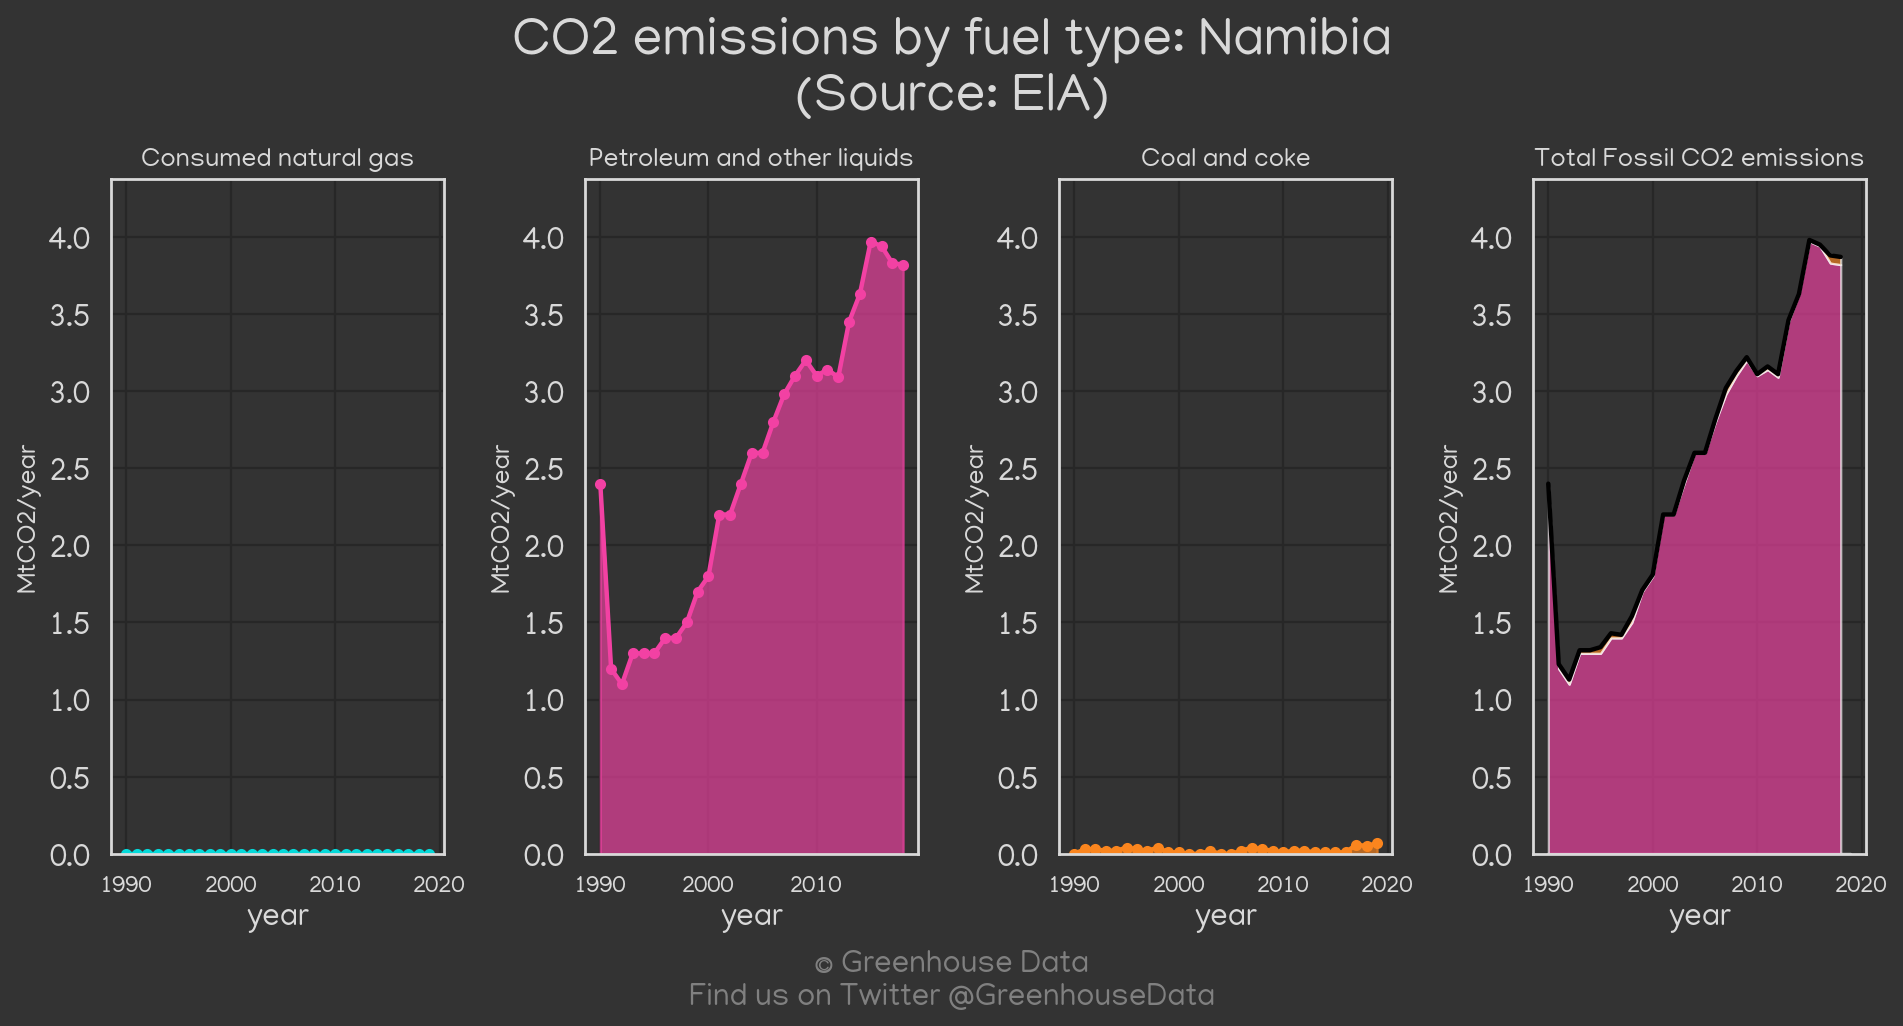 CO2 emissions by fuel type: Namibia
(Source: EIA)
Consumed natural gas
4.0
3.5
3.0
2.5
2.0
1.5
1.0
0.5
0.0
MtCO2/year
1990 2000 2010 2020
year
Petroleum and other liquids
4.0
3.5
3.0
2.5
2.0
1.5
1.0
0.5
0.0
MtCO2/year
1990 2000 2010
year
Coal and coke
4.0
3.5
3.0
2.5
2.0
1.5
1.0
0.5
0.0
MtCO2/year
1990 2000 2010 2020
year
Total Fossil CO2 emissions
4.0
3.5
3.0
2.5
2.0
1.5
1.0
0.5
0.0
MtCO2/year
1990 2000 2010 2020
year
© Greenhouse Data
Find us on Twitter @GreenhouseData